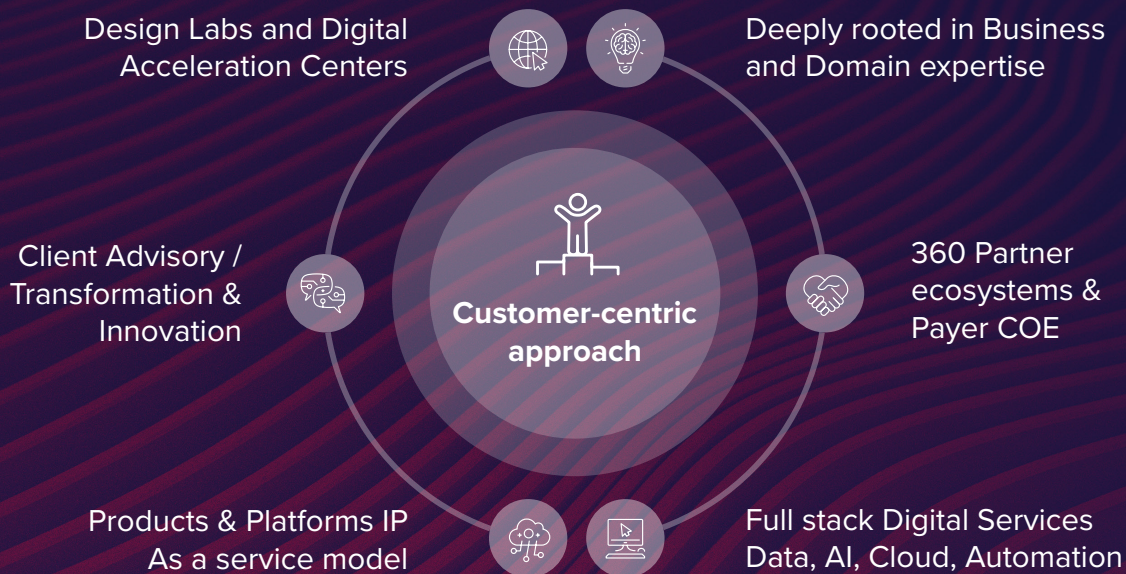 Design Labs and Digital
Acceleration Centers
Deeply rooted in Business
and Domain expertise
Client Advisory /
Transformation &
Innovation
Customer-centric
approach
360 Partner
ecosystems &
Payer COE
Products & Platforms IP
As a service model
Full stack Digital Services
Data, AI, Cloud, Automation